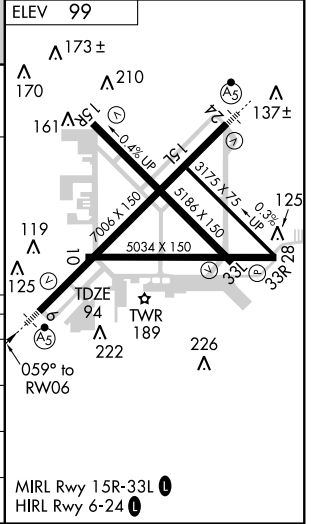 ELEV 99
173 ±
170
210
A5
137 ±
161
15R
V
24
0.4% UP
15L
V
3175 X 75
UP
0.3%
125
7006 X 150
5186 X 150
119
10
5034 X 150
28
125
V
V
33L
P
33R
TDZE
94
TWR
189
6
A5
222
226
059° to
RW06
MIRL Rwy 15R-33L L
HIRL Rwy 6-24 L